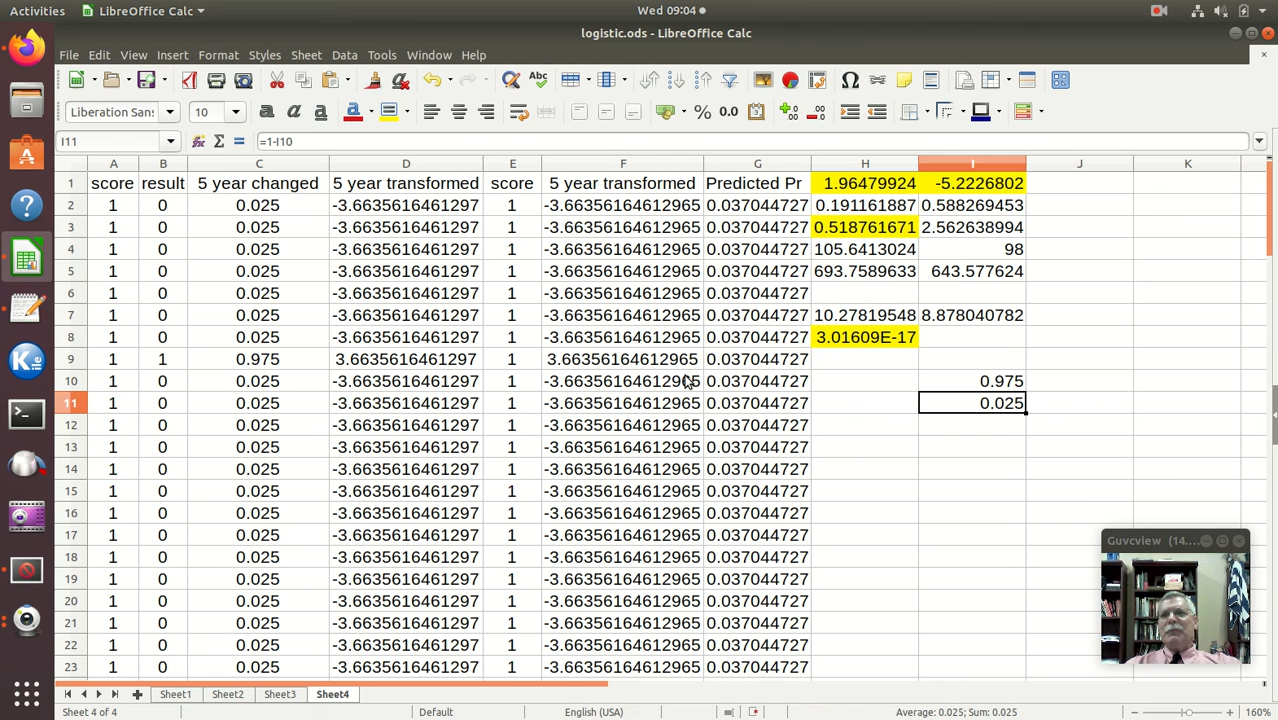 Activities LibreOffice Calc Wed 09:04
logistic.ods - LibreOffice Calc
File Edit View Insert Format Styles Sheet Data Tools Window Help
Liberation Sans 10
I11 =1-I10
A B C D E F G H I J K
1 score result 5 year changed 5 year transformed score 5 year transformed Predicted Pr 1.96479924 -5.2226802
2 1 0 0.025 -3.6635616461297 1 -3.66356164612965 0.037044727 0.191161887 0.588269453
3 1 0 0.025 -3.6635616461297 1 -3.66356164612965 0.037044727 0.518761671 2.562638994
4 1 0 0.025 -3.6635616461297 1 -3.66356164612965 0.037044727 105.6413024 98
5 1 0 0.025 -3.6635616461297 1 -3.66356164612965 0.037044727 693.7589633 643.577624
6 1 0 0.025 -3.6635616461297 1 -3.66356164612965 0.037044727
7 1 0 0.025 -3.6635616461297 1 -3.66356164612965 0.037044727 10.27819548 8.878040782
8 1 0 0.025 -3.6635616461297 1 -3.66356164612965 0.037044727 3.01609E-17
9 1 1 0.975 3.6635616461297 1 3.66356164612965 0.037044727
10 1 0 0.025 -3.6635616461297 1 -3.66356164612965 0.037044727 0.975
11 1 0 0.025 -3.6635616461297 1 -3.66356164612965 0.037044727 0.025
12 1 0 0.025 -3.6635616461297 1 -3.66356164612965 0.037044727
13 1 0 0.025 -3.6635616461297 1 -3.66356164612965 0.037044727
14 1 0 0.025 -3.6635616461297 1 -3.66356164612965 0.037044727
15 1 0 0.025 -3.6635616461297 1 -3.66356164612965 0.037044727
16 1 0 0.025 -3.6635616461297 1 -3.66356164612965 0.037044727
17 1 0 0.025 -3.6635616461297 1 -3.66356164612965 0.037044727
18 1 0 0.025 -3.6635616461297 1 -3.66356164612965 0.037044727
19 1 0 0.025 -3.6635616461297 1 -3.66356164612965 0.037044727
20 1 0 0.025 -3.6635616461297 1 -3.66356164612965 0.037044727
21 1 0 0.025 -3.6635616461297 1 -3.66356164612965 0.037044727
22 1 0 0.025 -3.6635616461297 1 -3.66356164612965 0.037044727
23 1 0 0.025 -3.6635616461297 1 -3.66356164612965 0.037044727
Guvcview (14....
Sheet1 Sheet2 Sheet3 Sheet4
Sheet 4 of 4 Default English (USA) Average: 0.025; Sum: 0.025 160%